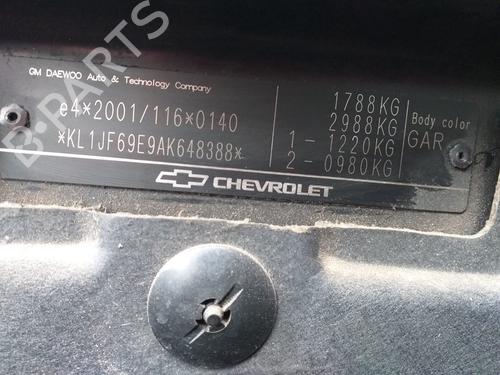 GM DAEWOO Auto & Technology Company
e4*2001/116*0140
*KL1JF69E9AK648388*
1788KG
2988KG
1 - 1220KG
2 - 0980KG
Body color
GAR
CHEVROLET
B-PARTS